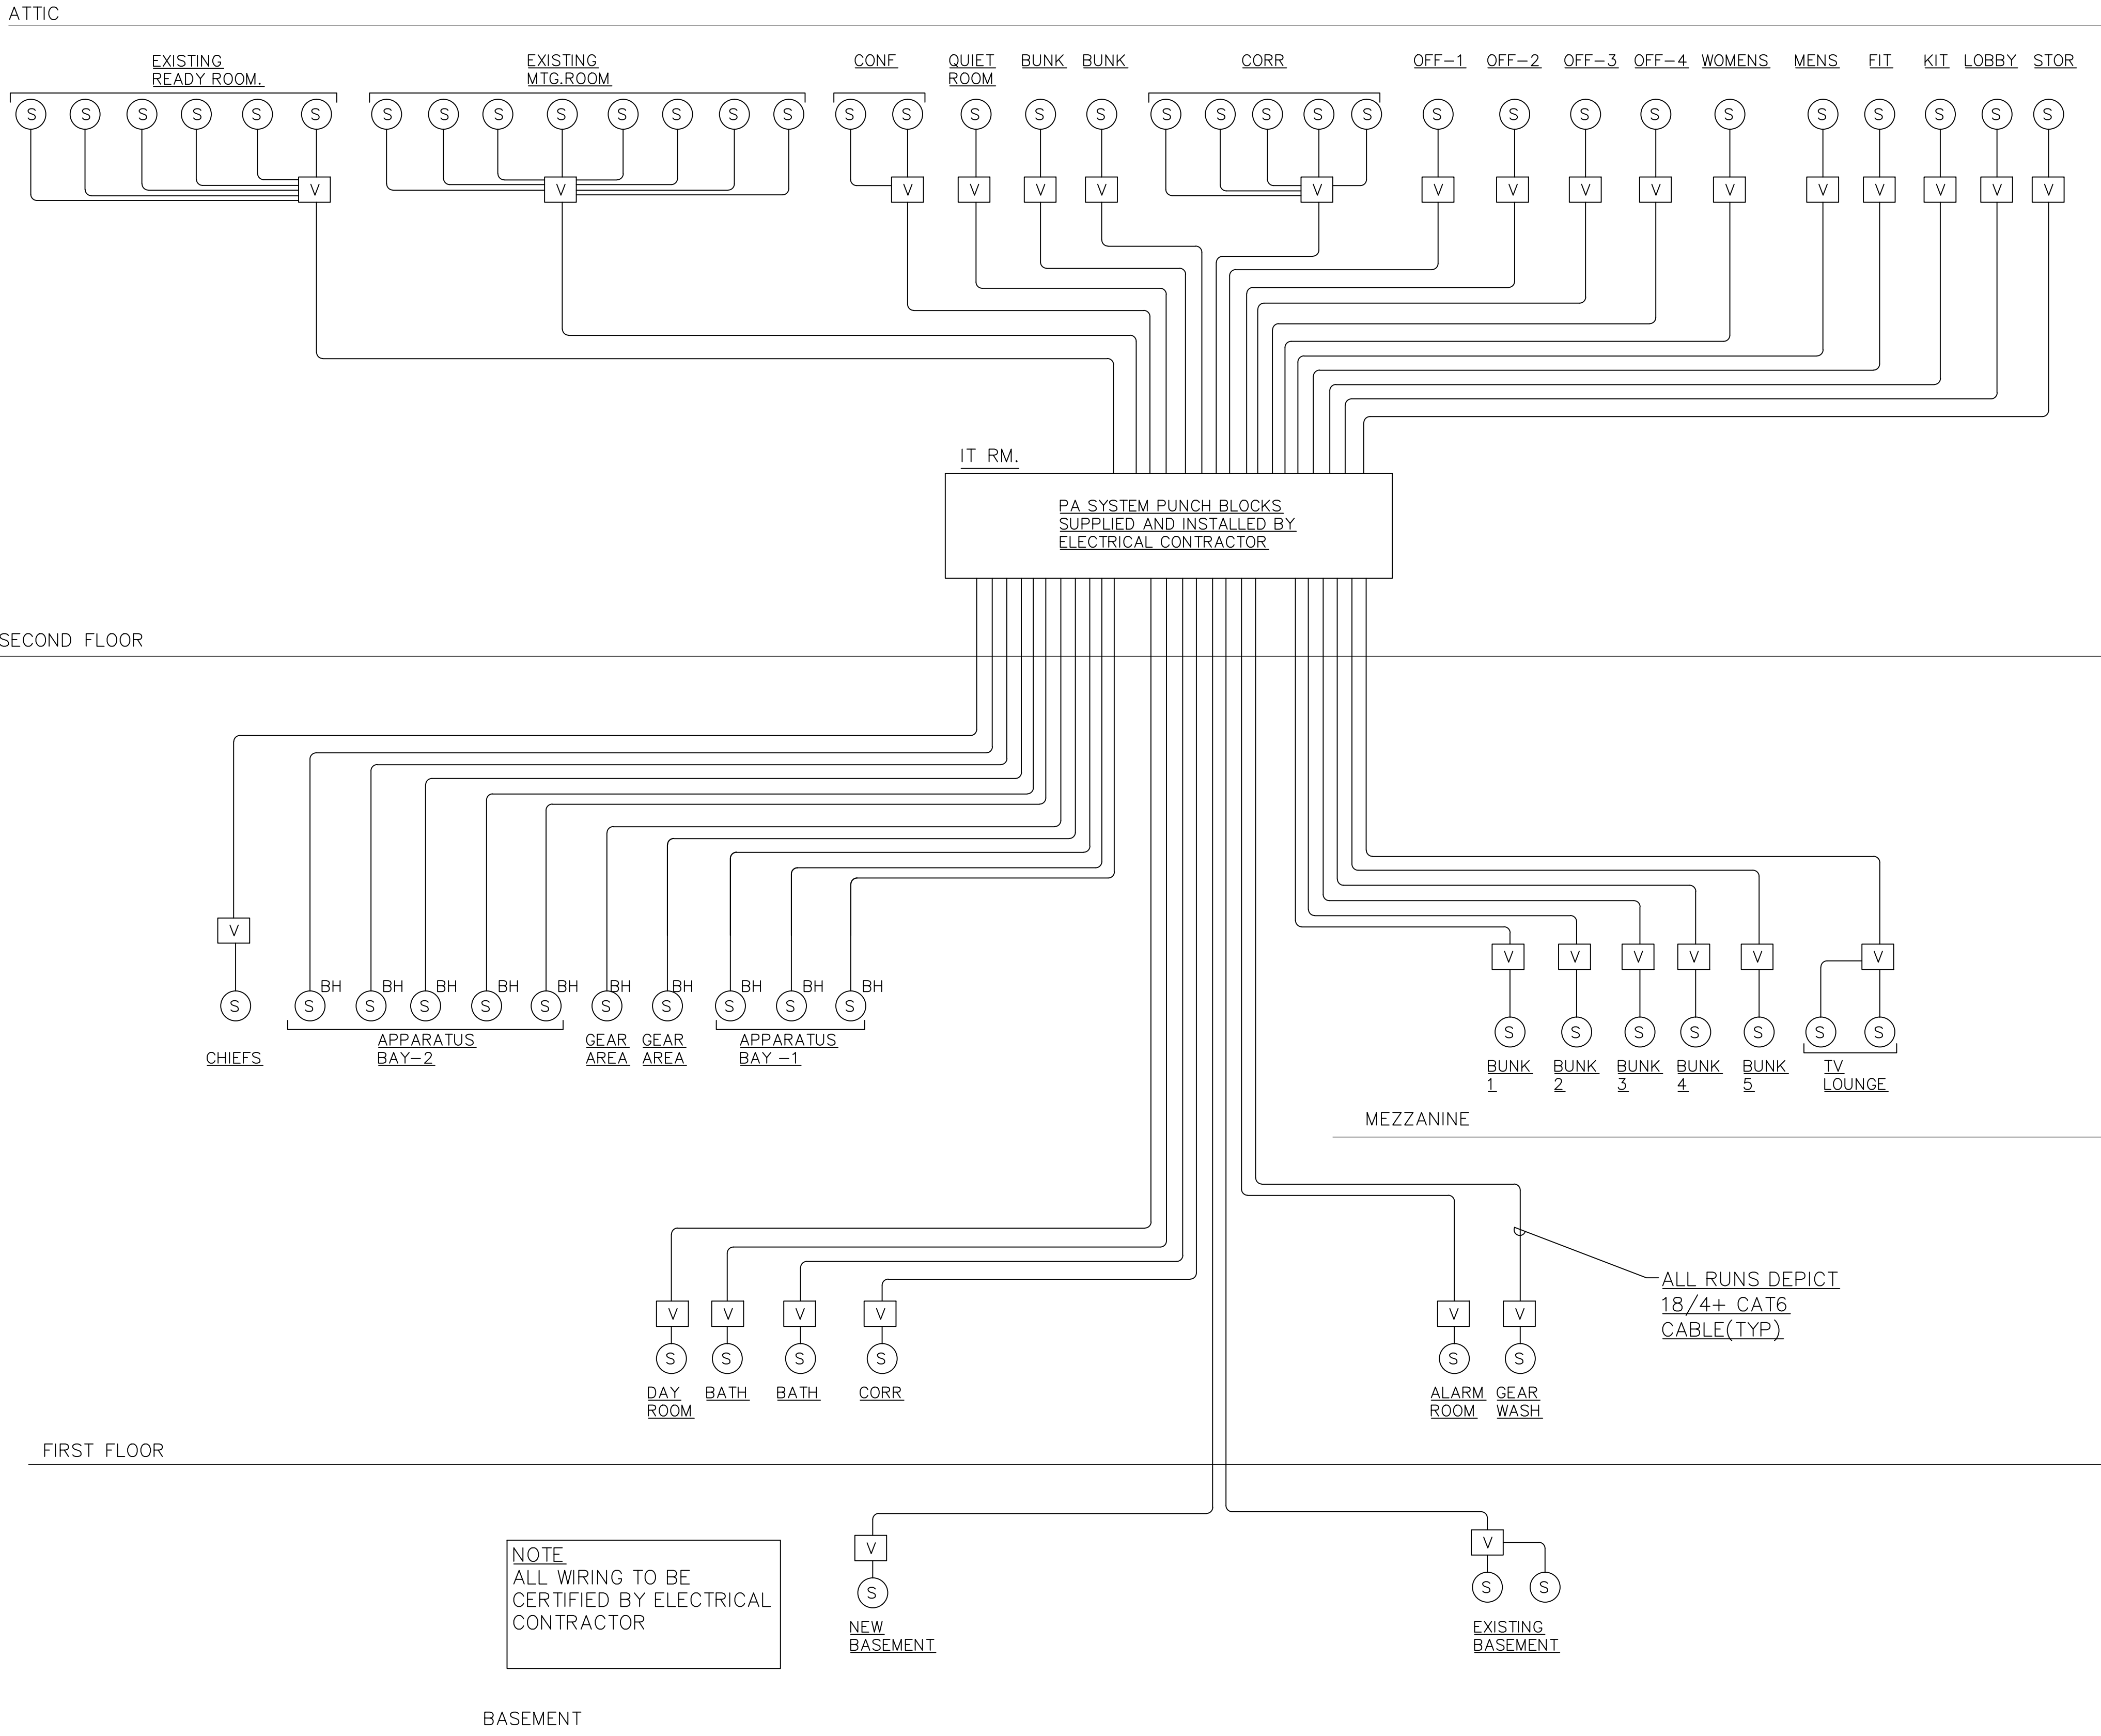 ATTIC
EXISTING
READY ROOM.
EXISTING
MTG.ROOM
CONF
QUIET
ROOM
BUNK
BUNK
CORR
OFF-1
OFF-2
OFF-3
OFF-4
WOMENS
MENS
FIT
KIT
LOBBY
STOR
S S S S S S S S S S S S S S S S S S S S S S S S S S S S S S S S S S S S
V V V V V V V V V V V V V V V V V
IT RM.
PA SYSTEM PUNCH BLOCKS
SUPPLIED AND INSTALLED BY
ELECTRICAL CONTRACTOR
SECOND FLOOR
V
BH BH BH BH BH BH BH BH BH BH
S S S S S S S S S S S
CHIEFS
APPARATUS
BAY-2
GEAR
AREA
GEAR
AREA
APPARATUS
BAY -1
V V V V V V
S S S S S S S
BUNK
1
BUNK
2
BUNK
3
BUNK
4
BUNK
5
TV
LOUNGE
MEZZANINE
ALL RUNS DEPICT
18/4+ CAT6
CABLE(TYP)
V V V V V V
S S S S S S
DAY
ROOM
BATH
BATH
CORR
ALARM
ROOM
GEAR
WASH
FIRST FLOOR
NOTE
ALL WIRING TO BE
CERTIFIED BY ELECTRICAL
CONTRACTOR
V
S
NEW
BASEMENT
V
S S
EXISTING
BASEMENT
BASEMENT